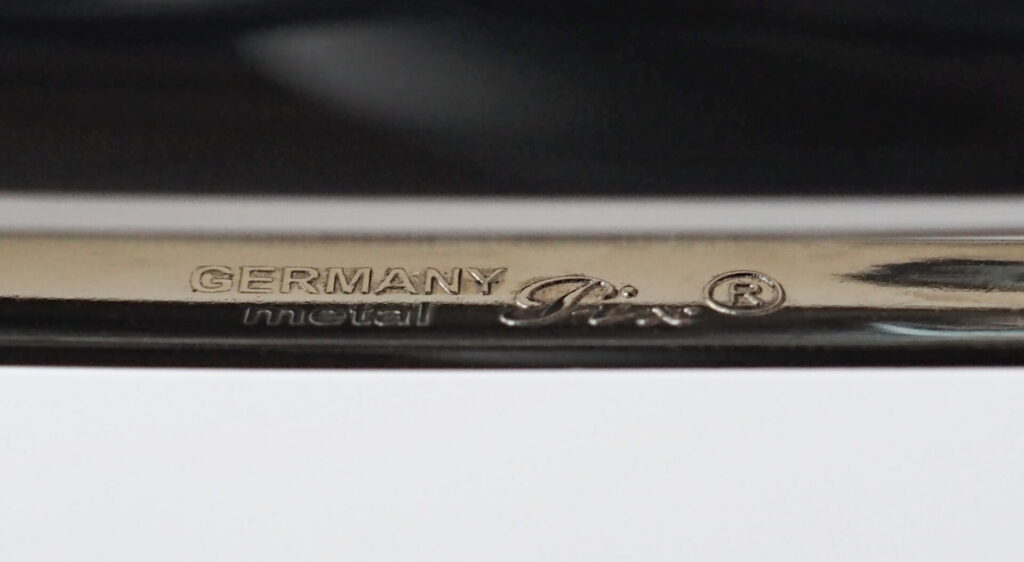 GERMANY
metal Pix ®